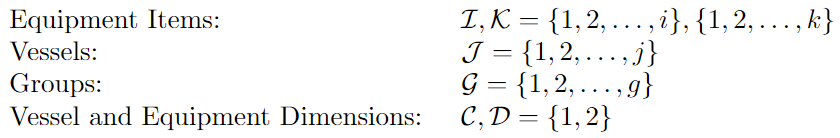 Equipment Items: ℐ, 𝒦 = {1, 2, . . . , i}, {1, 2, . . . , k}
Vessels: 𝒥 = {1, 2, . . . , j}
Groups: 𝒢 = {1, 2, . . . , g}
Vessel and Equipment Dimensions: 𝒞, 𝒟 = {1, 2}